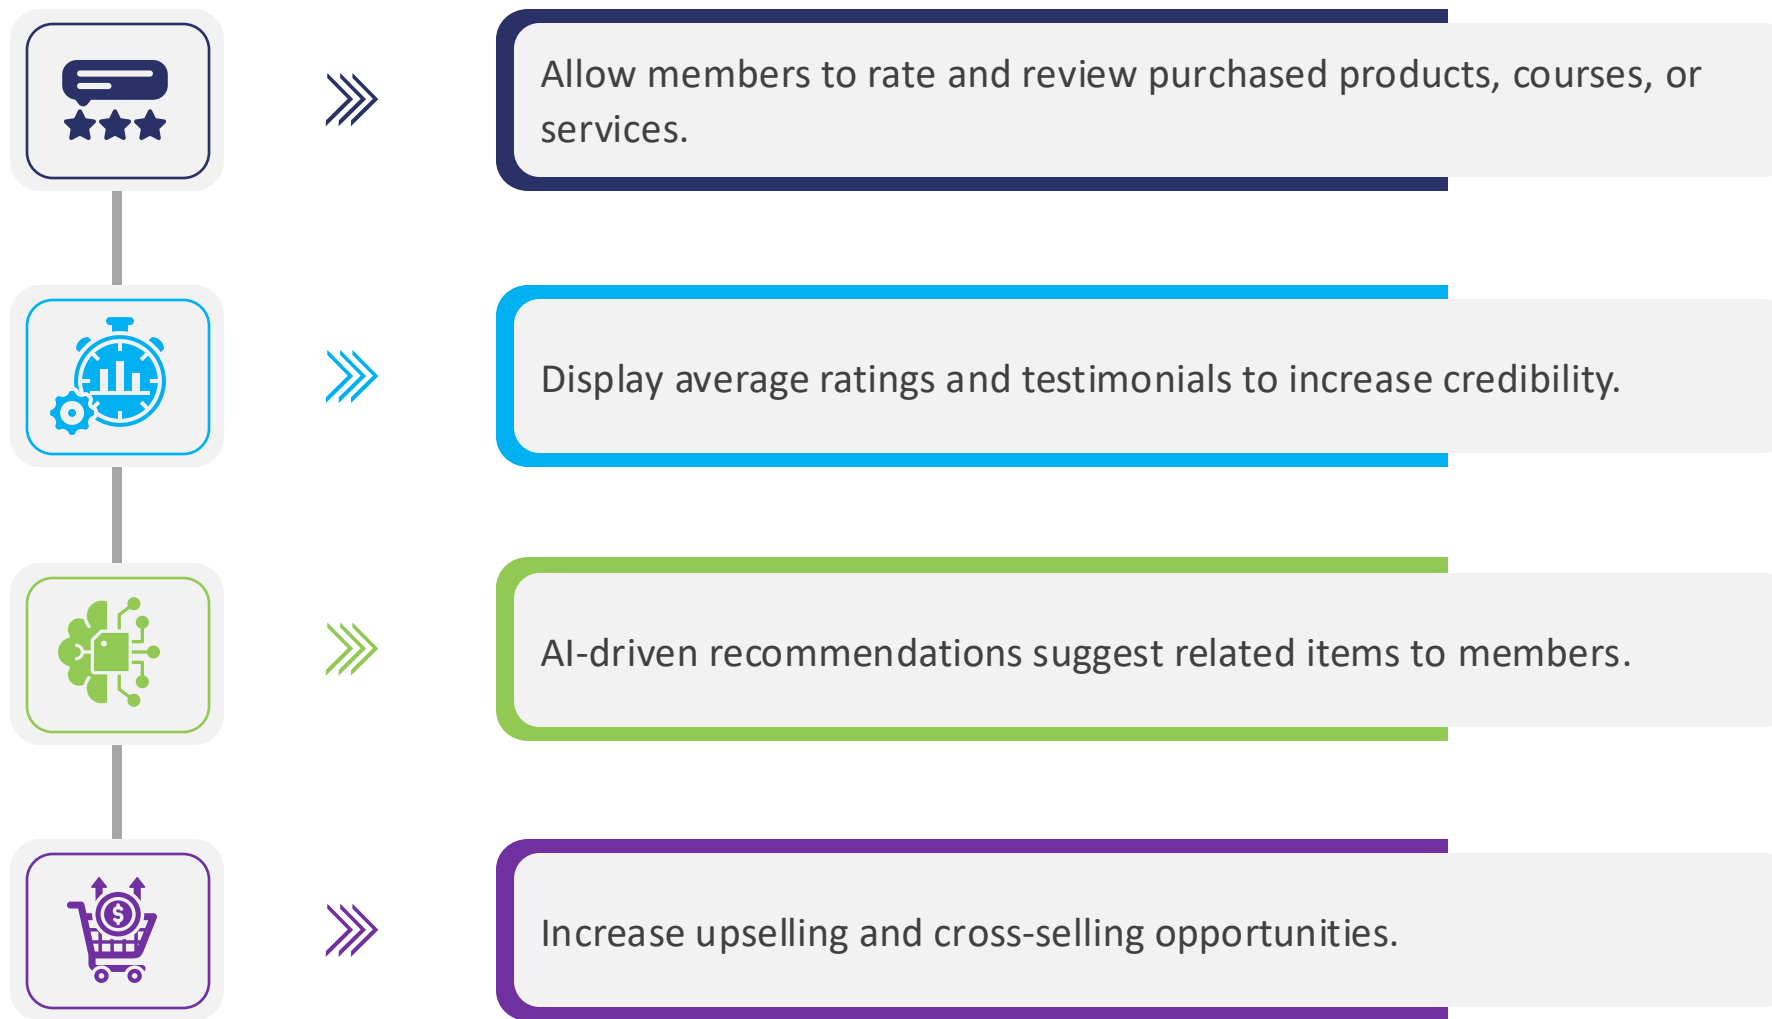 Allow members to rate and review purchased products, courses, or
services.
Display average ratings and testimonials to increase credibility.
AI-driven recommendations suggest related items to members.
$
Increase upselling and cross-selling opportunities.